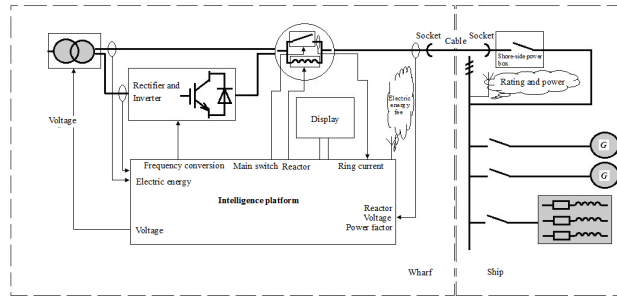 Socket
Cable
Socket
Shore-side power
box
Rating and power
Rectifier and
Inverter
Electric
energy
fee
Display
Voltage
Frequency conversion
Main switch
Reactor
Ring current
Electric energy
Intelligence platform
Reactor
Voltage
Power factor
Voltage
G
G
Wharf
Ship